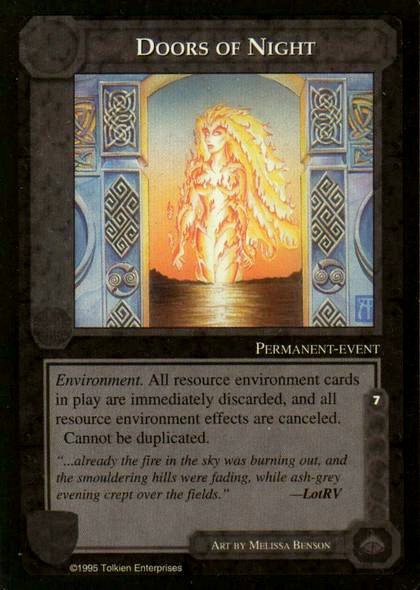 DOORS OF NIGHT
PERMANENT-EVENT
Environment. All resource environment cards
in play are immediately discarded, and all
resource environment effects are canceled.
Cannot be duplicated.
7
“...already the fire in the sky was burning out, and
the smouldering hills were fading, while ash-grey
evening crept over the fields.” —LotRV
ART BY MELISSA BENSON
©1995 Tolkien Enterprises